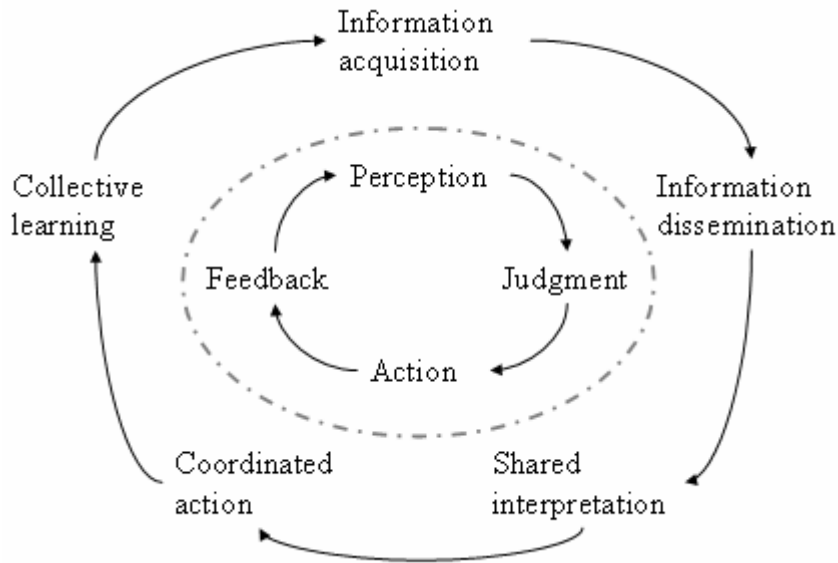 Information
acquisition
Perception
Collective
learning
Information
dissemination
Feedback
Judgment
Action
Coordinated
action
Shared
interpretation